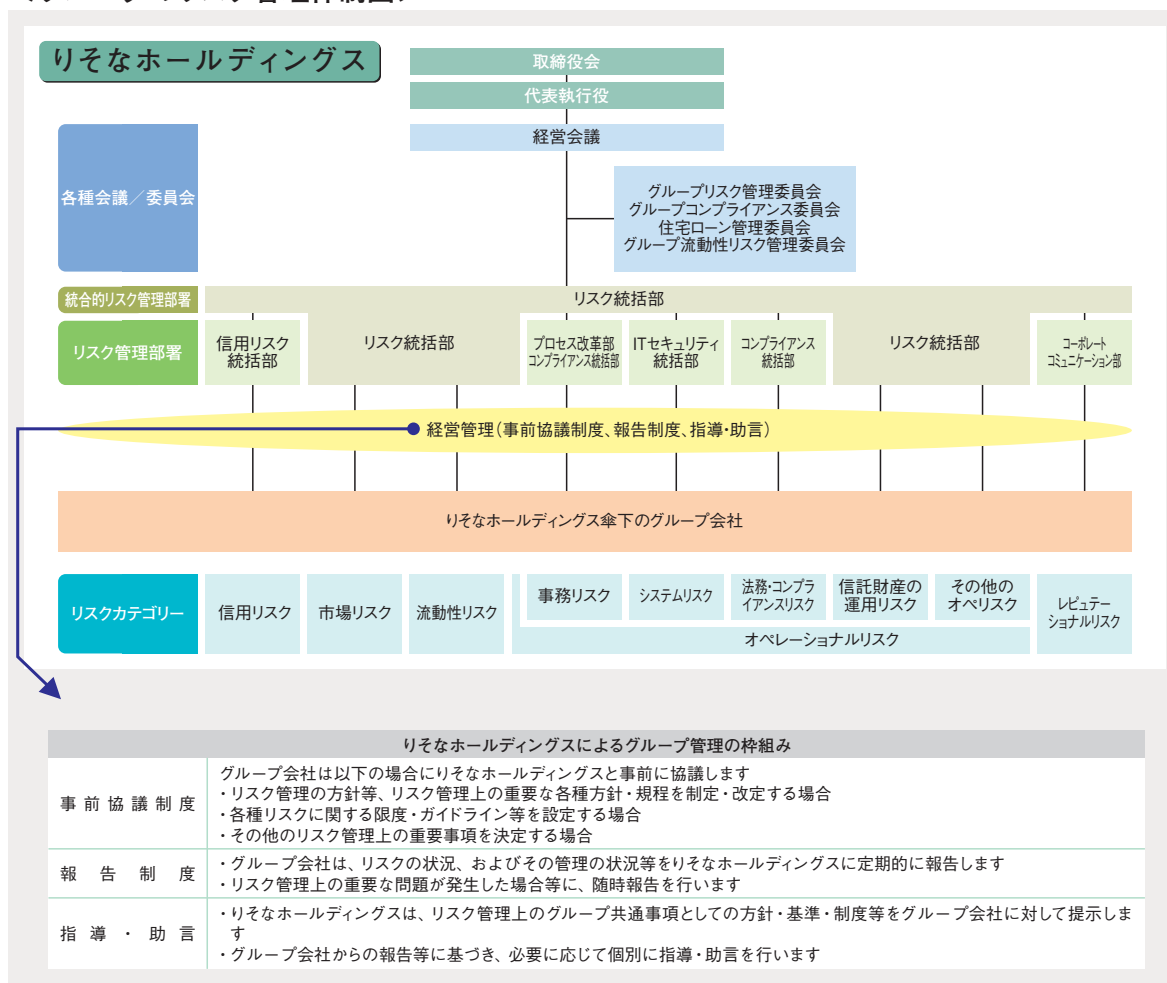 りそなホールディングス
取締役会
代表執行役
経営会議
各種会議／委員会
グループリスク管理委員会
グループコンプライアンス委員会
住宅ローン管理委員会
グループ流動性リスク管理委員会
統合的リスク管理部署
リスク統括部
リスク管理部署
信用リスク
統括部
リスク統括部
プロセス改革部
コンプライアンス統括部
ITセキュリティ
統括部
コンプライアンス
統括部
リスク統括部
コーポレート
コミュニケーション部
経営管理（事前協議制度、報告制度、指導・助言）
りそなホールディングス傘下のグループ会社
リスクカテゴリー
信用リスク
市場リスク
流動性リスク
事務リスク
システムリスク
法務・コンプラ
イアンスリスク
信託財産の
運用リスク
その他の
オペリスク
オペレーショナルリスク
レピュテー
ショナルリスク
りそなホールディングスによるグループ管理の枠組み
事前協議制度
グループ会社は以下の場合にりそなホールディングスと事前に協議します
・リスク管理の方針等、リスク管理上の重要な各種方針・規程を制定・改定する場合
・各種リスクに関する限度・ガイドライン等を設定する場合
・その他のリスク管理上の重要事項を決定する場合
報告制度
・グループ会社は、リスクの状況、およびその管理の状況等をりそなホールディングスに定期的に報告します
・リスク管理上の重要な問題が発生した場合等に、随時報告を行います
指導・助言
・りそなホールディングスは、リスク管理上のグループ共通事項としての方針・基準・制度等をグループ会社に対して提示しま
す
・グループ会社からの報告等に基づき、必要に応じて個別に指導・助言を行います